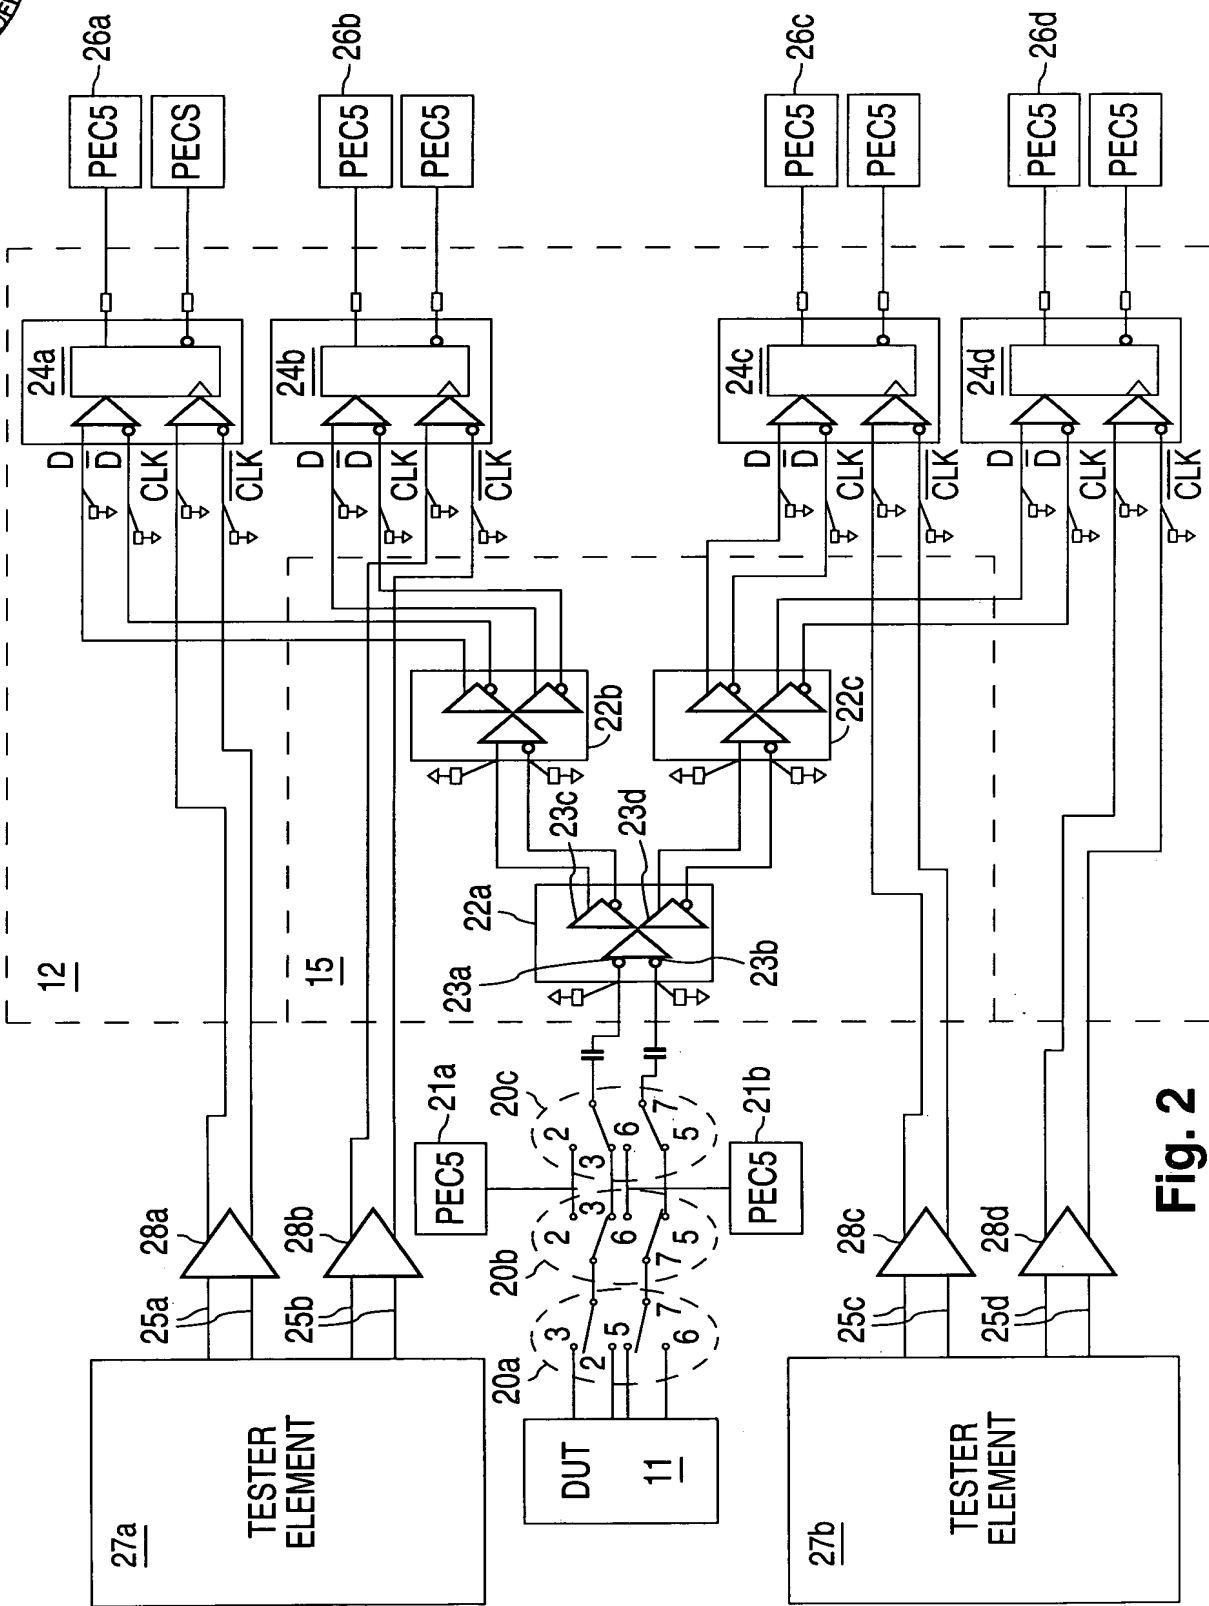 26a
PEC5
PECS
26b
PEC5
PEC5
26c
PEC5
PEC5
26d
PEC5
PEC5
24a
D
D
CLK
CLK
24b
D
D
CLK
CLK
24c
D
D
CLK
CLK
24d
D
D
CLK
CLK
12
15
22b
22c
23c
23d
22a
23a
23b
21a
PEC5
20c
2
3
6
7
5
21b
PEC5
20b
2
3
6
7
5
20a
3
2
5
7
6
28a
25a
28b
25b
28c
25c
28d
25d
27a
TESTER
ELEMENT
DUT
11
27b
TESTER
ELEMENT
Fig. 2